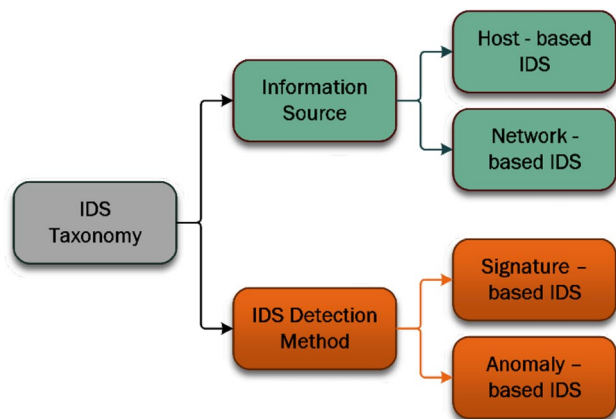 Host - based
IDS
Information
Source
Network -
based IDS
IDS
Taxonomy
Signature –
based IDS
IDS Detection
Method
Anomaly –
based IDS